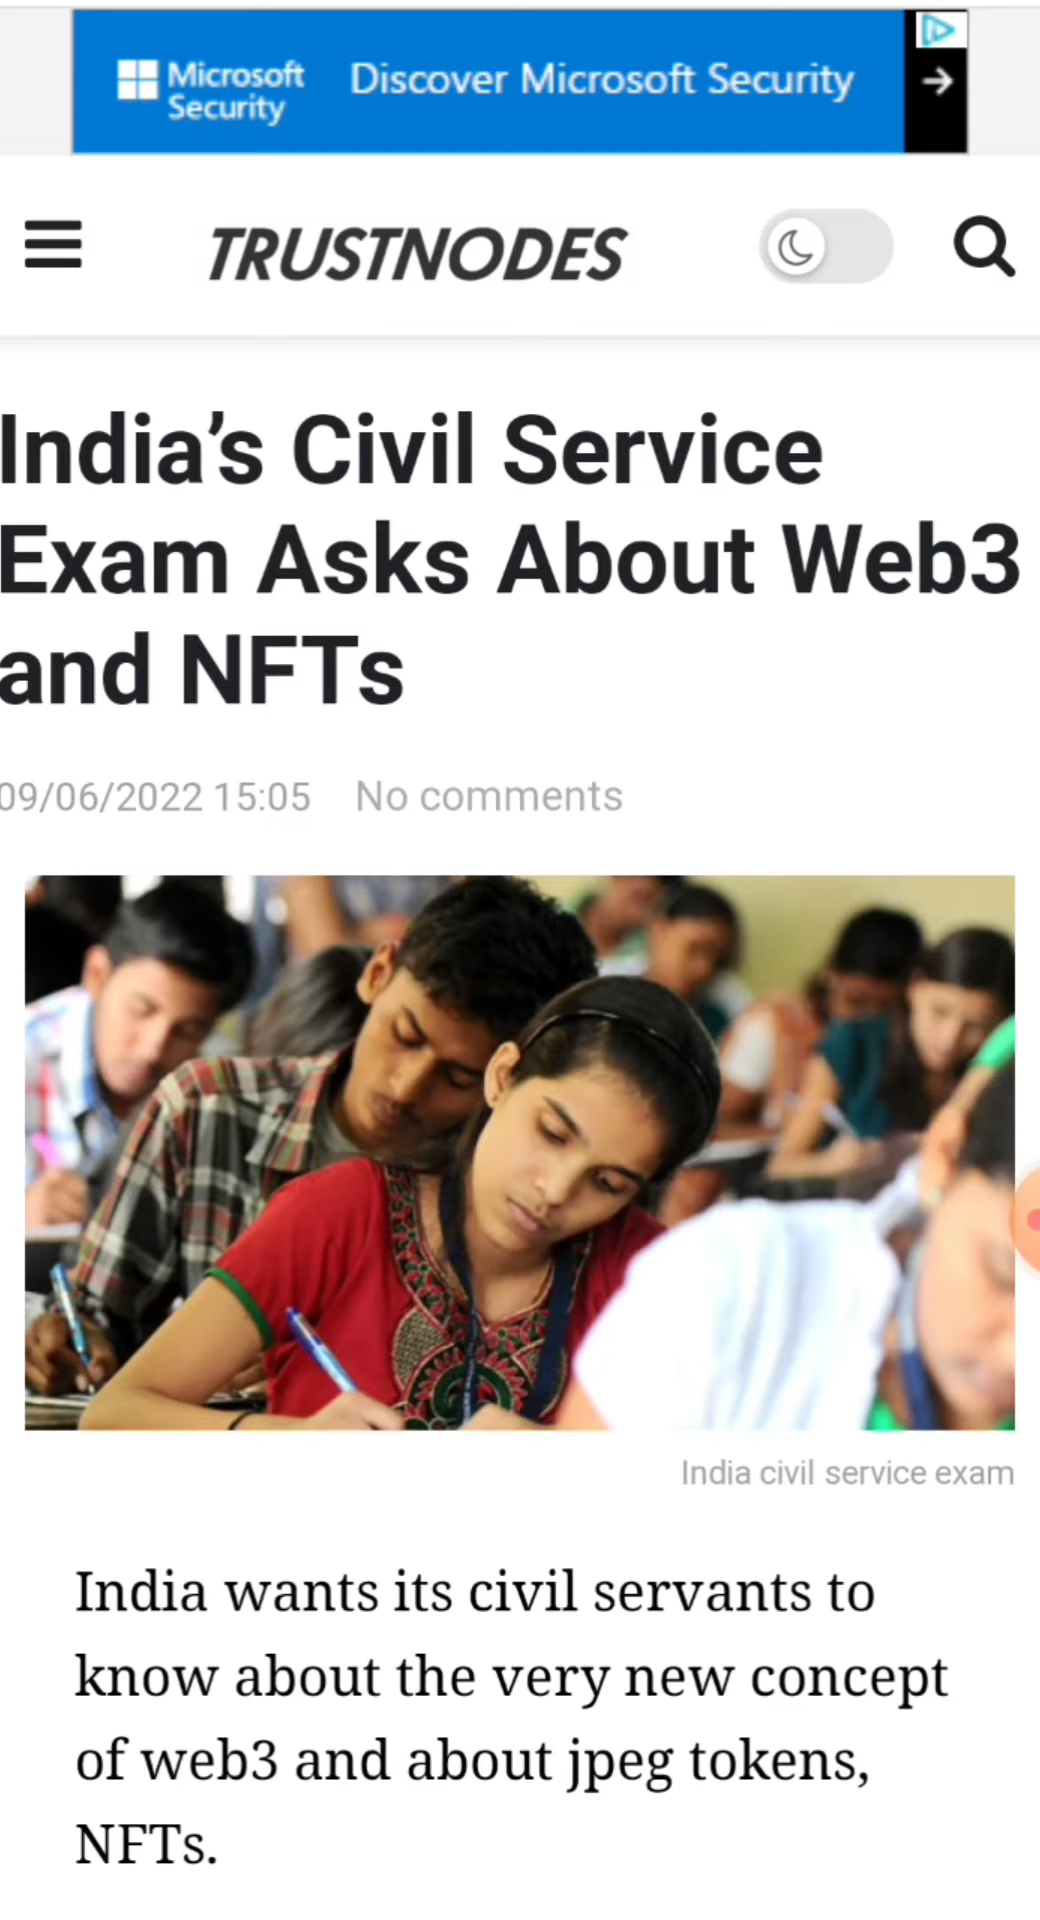 Microsoft
Security
Discover Microsoft Security
TRUSTNODES
India’s Civil Service
Exam Asks About Web3
and NFTs
09/06/2022 15:05 No comments
India civil service exam
India wants its civil servants to
know about the very new concept
of web3 and about jpeg tokens,
NFTs.